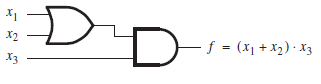 x₁
x₂
x₃
f = (x₁ + x₂) · x₃